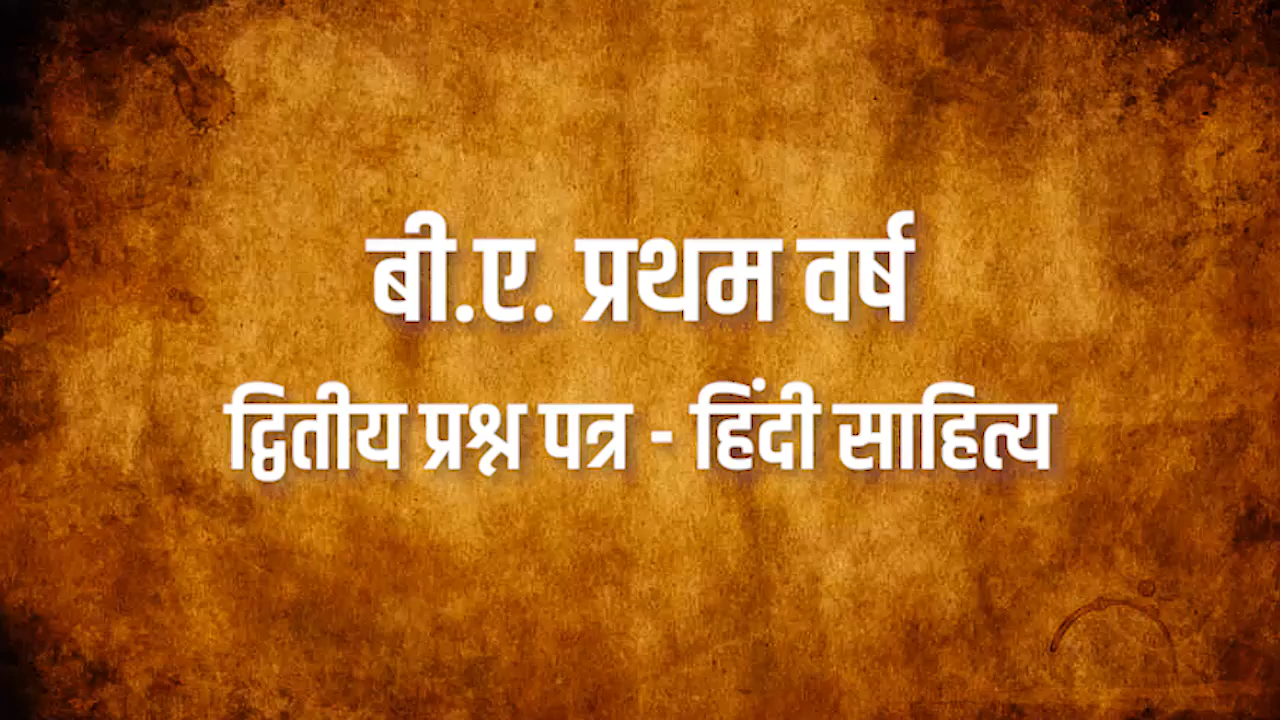 बी.ए. प्रथम वर्ष
द्वितीय प्रश्न पत्र - हिंदी साहित्य